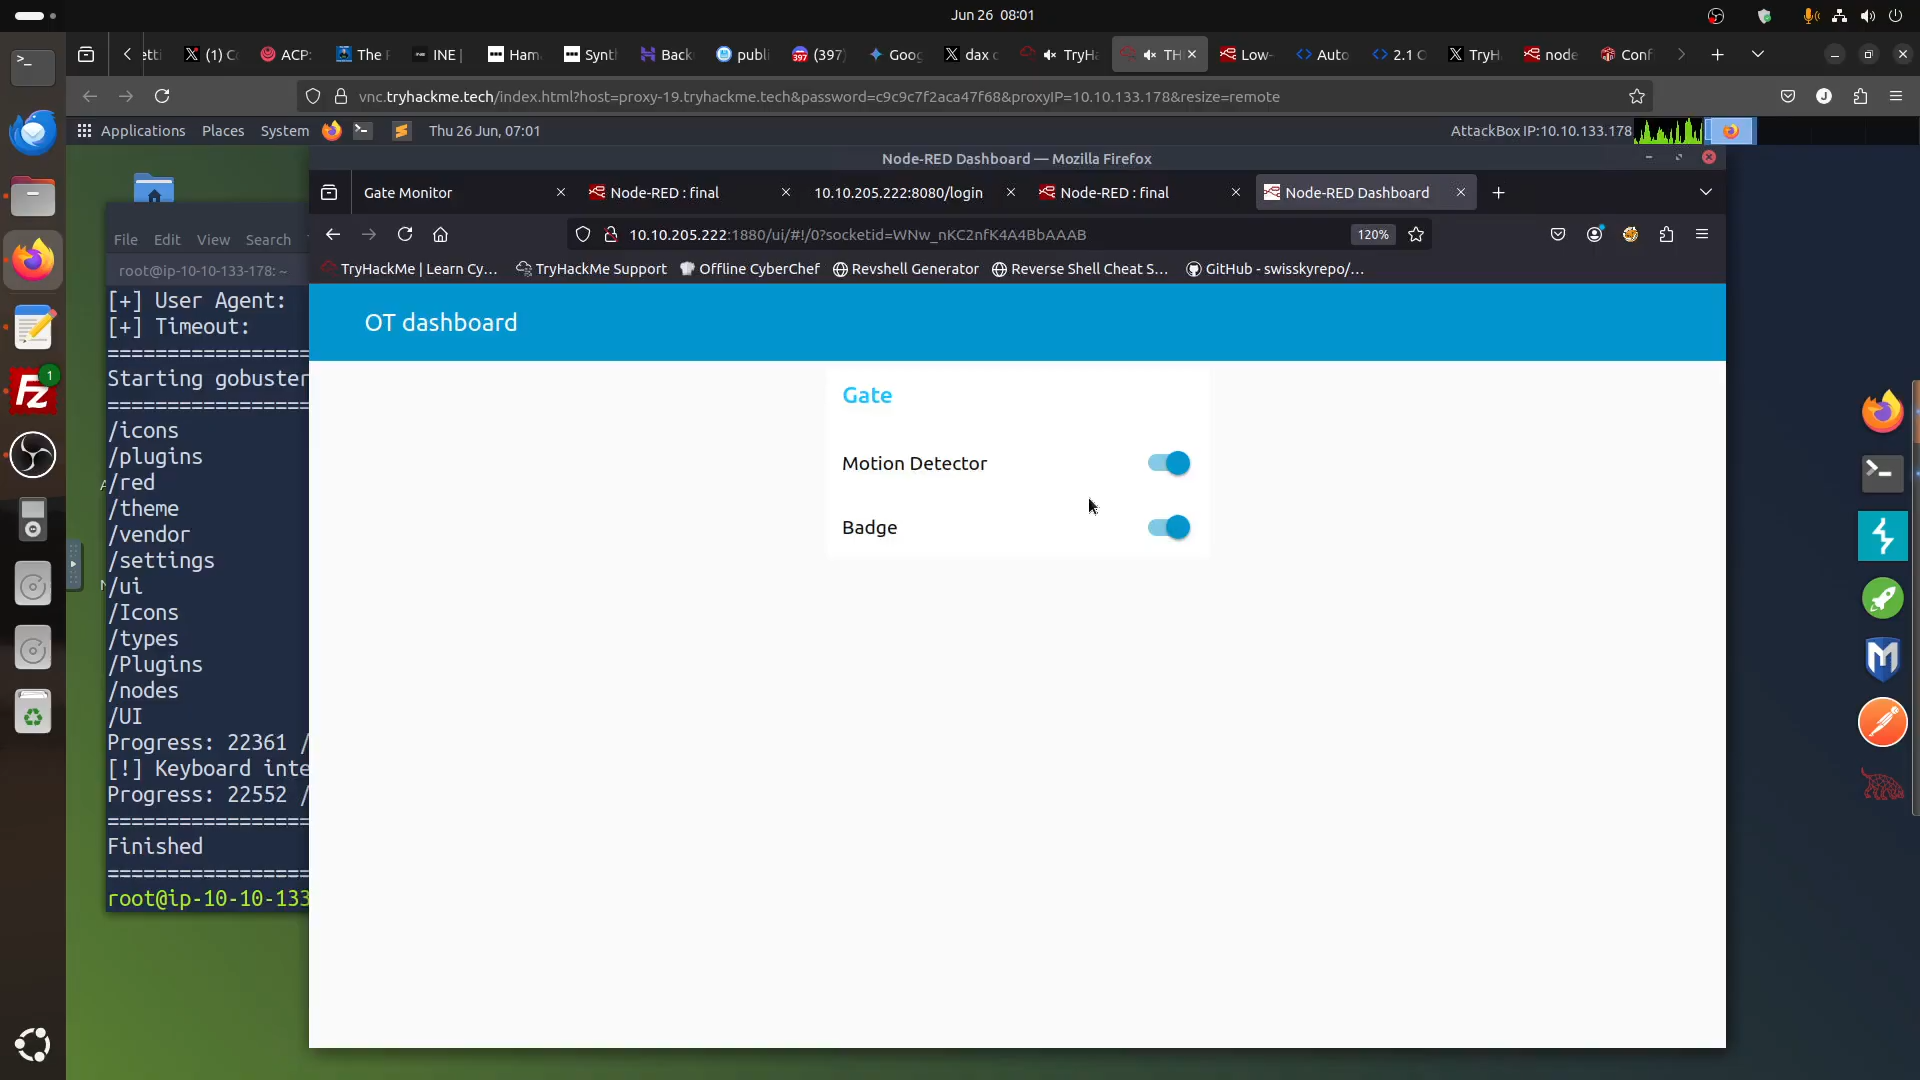 Jun 26 08:01
etti
(1) C
ACP:
The F
INE |
Ham
Synt
Back
publi
(397)
Goog
dax c
TryHa
TH
Low-
Auto
2.1 C
TryH
node
Conf
vnc.tryhackme.tech/index.html?host=proxy-19.tryhackme.tech&password=c9c9c7f2aca47f68&proxyIP=10.10.133.178&resize=remote
Applications Places System Thu 26 Jun, 07:01 AttackBox IP:10.10.133.178
Node-RED Dashboard — Mozilla Firefox
Gate Monitor
Node-RED : final
10.10.205.222:8080/login
Node-RED : final
Node-RED Dashboard
10.10.205.222:1880/ui/#!/0?socketid=WNw_nKC2nfK4A4BbAAAB 120%
TryHackMe | Learn Cy… TryHackMe Support Offline CyberChef Revshell Generator Reverse Shell Cheat S… GitHub - swisskyrepo/…
OT dashboard
Gate
Motion Detector
Badge
File Edit View Search
root@ip-10-10-133-178: ~
[+] User Agent:
[+] Timeout:
Starting gobuster
/icons
/plugins
/red
/theme
/vendor
/settings
/ui
/Icons
/types
/Plugins
/nodes
/UI
Progress: 22361 /
[!] Keyboard inte
Progress: 22552 /
Finished
root@ip-10-10-133
1